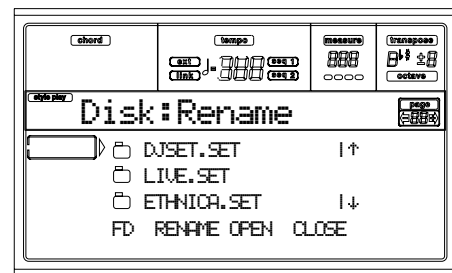 chord tempo measure transpose
ext seq 1
link seq 2
octave
style play Disk:Rename page
DJSET.SET
LIVE.SET
ETHNICA.SET
FD RENAME OPEN CLOSE